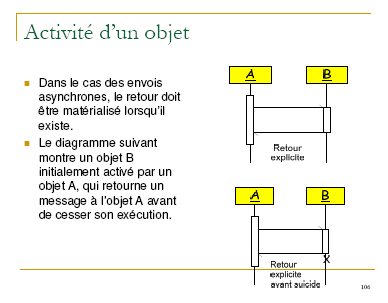 Activité d'un objet
Dans le cas des envois
asynchrones, le retour doit
être matérialisé lorsqu'il
existe.
Le diagramme suivant
montre un objet B
initialement activé par un
objet A, qui retourne un
message à l'objet A avant
de cesser son exécution.
A B
Retour
explicite
A B
X
Retour
explicite
avant suicide
106